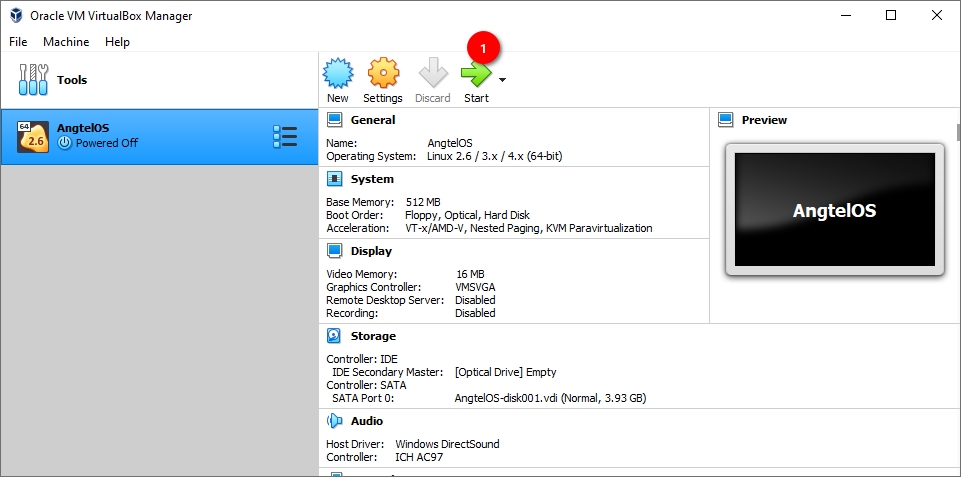 Oracle VM VirtualBox Manager
File Machine Help
1
Tools
New Settings Discard Start
64
2.6
AngtelOS
Powered Off
General
Name: AngtelOS
Operating System: Linux 2.6 / 3.x / 4.x (64-bit)
System
Base Memory: 512 MB
Boot Order: Floppy, Optical, Hard Disk
Acceleration: VT-x/AMD-V, Nested Paging, KVM Paravirtualization
Display
Video Memory: 16 MB
Graphics Controller: VMSVGA
Remote Desktop Server: Disabled
Recording: Disabled
Preview
AngtelOS
Storage
Controller: IDE
IDE Secondary Master: [Optical Drive] Empty
Controller: SATA
SATA Port 0: AngtelOS-disk001.vdi (Normal, 3.93 GB)
Audio
Host Driver: Windows DirectSound
Controller: ICH AC97